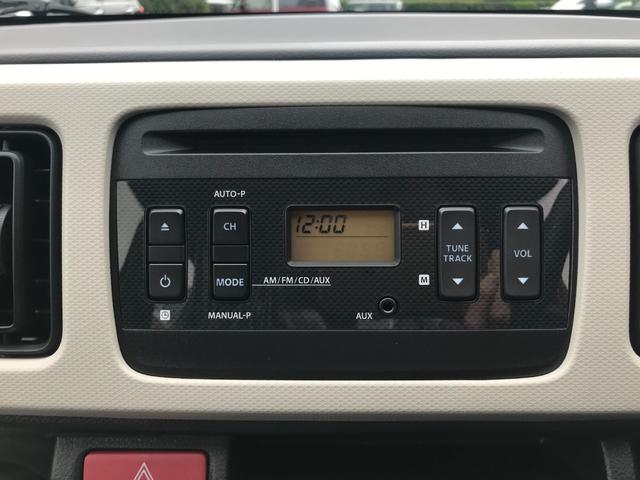 AUTO-P
CH
12:00
H
TUNE
TRACK
VOL
MODE
AM/FM/CD/AUX
M
MANUAL-P
AUX